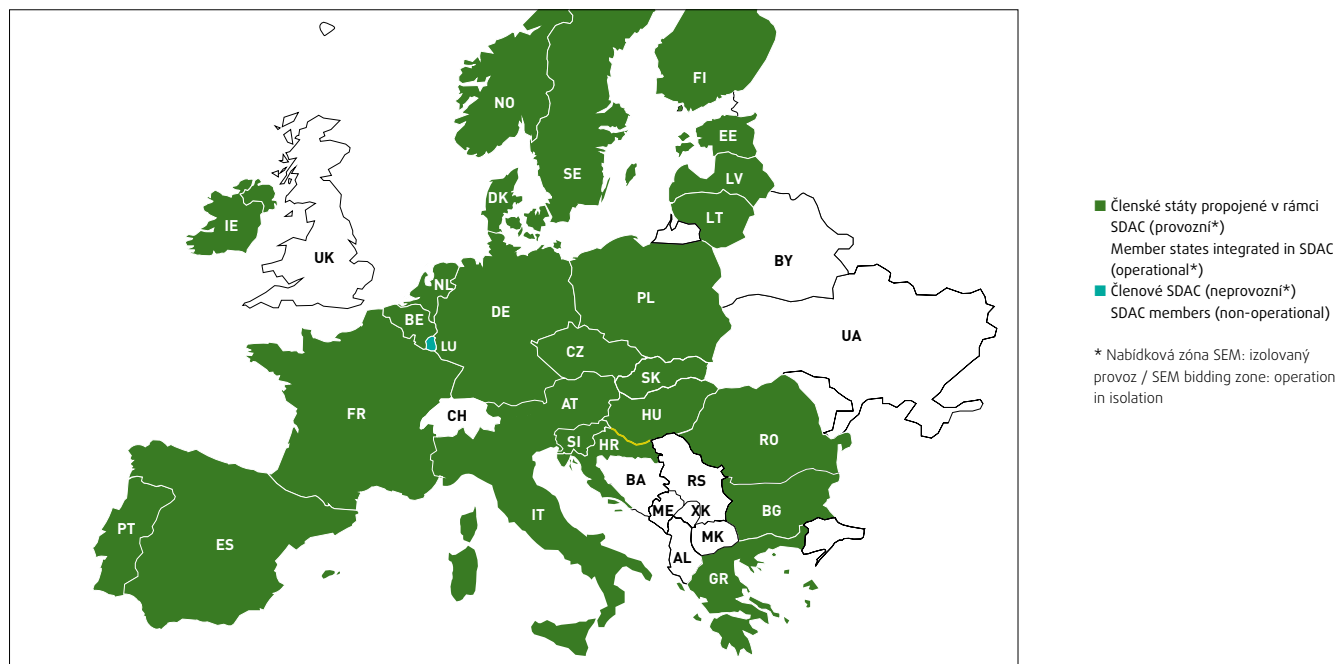 FI
NO
EE
SE
LV
DK
LT
IE
UK
BY
NL
PL
BE
DE
UA
LU
CZ
SK
AT
FR
CH
HU
SI
HR
RO
BA
RS
ME
XK
BG
IT
PT
MK
ES
AL
GR
Členské státy propojené v rámci
SDAC (provozní*)
Member states integrated in SDAC
(operational*)
Členové SDAC (neprovozní*)
SDAC members (non-operational)
* Nabídková zóna SEM: izolovaný
provoz / SEM bidding zone: operation
in isolation